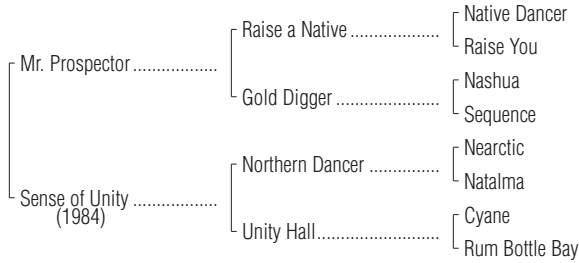 Native Dancer
Raise a Native ....................
Raise You
Mr. Prospector .................
Nashua
Gold Digger .......................
Sequence
Nearctic
Northern Dancer ................
Natalma
Sense of Unity .................
(1984)
Cyane
Unity Hall...........................
Rum Bottle Bay